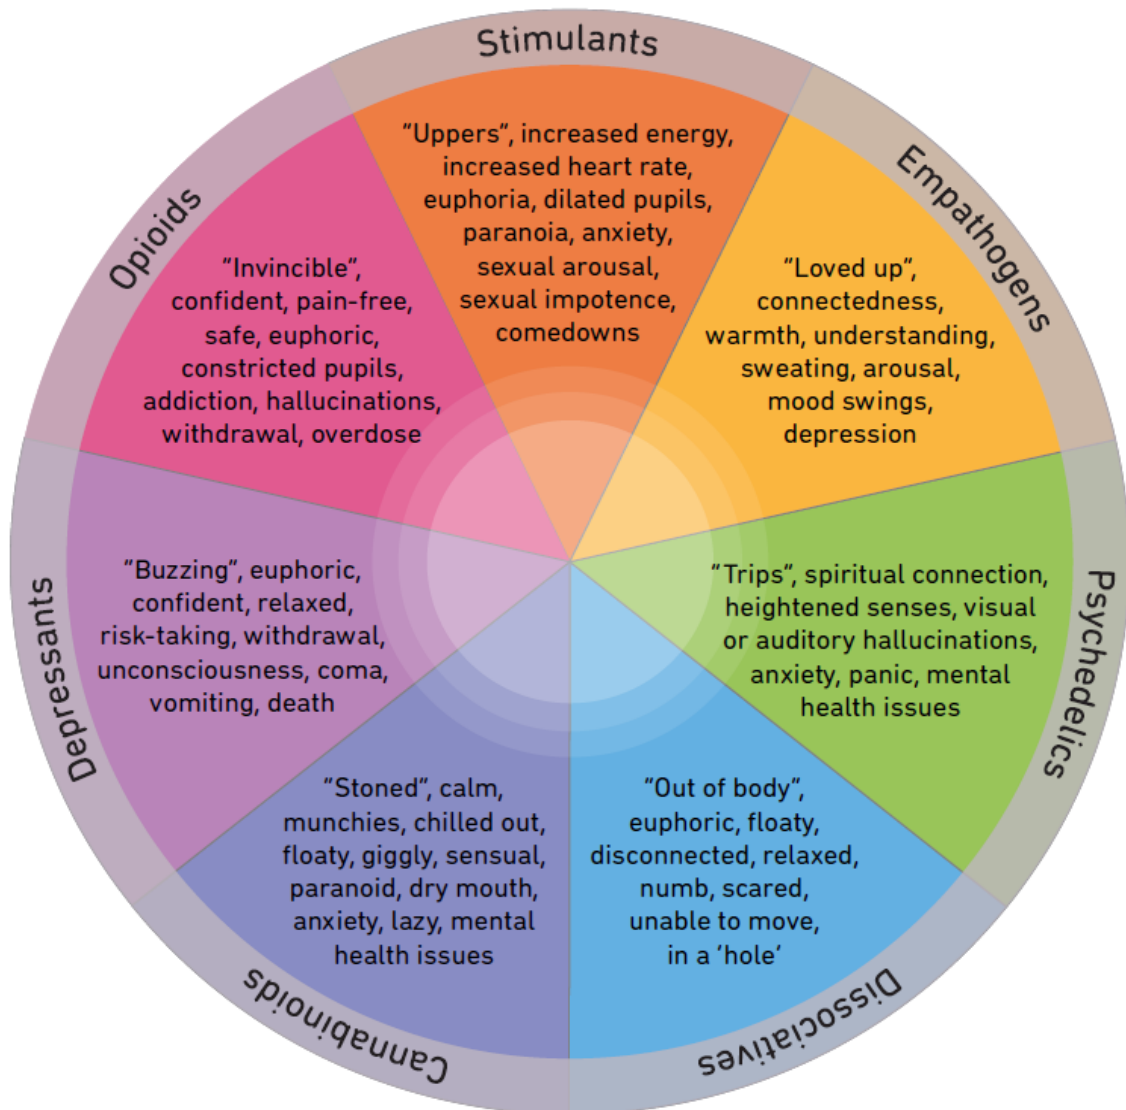 Stimulants
“Uppers”, increased energy,
increased heart rate,
euphoria, dilated pupils,
paranoia, anxiety,
sexual arousal,
sexual impotence,
comedowns
Empathogens
“Loved up”,
connectedness,
warmth, understanding,
sweating, arousal,
mood swings,
depression
Psychedelics
“Trips”, spiritual connection,
heightened senses, visual
or auditory hallucinations,
anxiety, panic, mental
health issues
Dissociatives
“Out of body”,
euphoric, floaty,
disconnected, relaxed,
numb, scared,
unable to move,
in a ‘hole’
Cannabinoids
“Stoned”, calm,
munchies, chilled out,
floaty, giggly, sensual,
paranoid, dry mouth,
anxiety, lazy, mental
health issues
Depressants
“Buzzing”, euphoric,
confident, relaxed,
risk-taking, withdrawal,
unconsciousness, coma,
vomiting, death
Opioids
“Invincible”,
confident, pain-free,
safe, euphoric,
constricted pupils,
addiction, hallucinations,
withdrawal, overdose